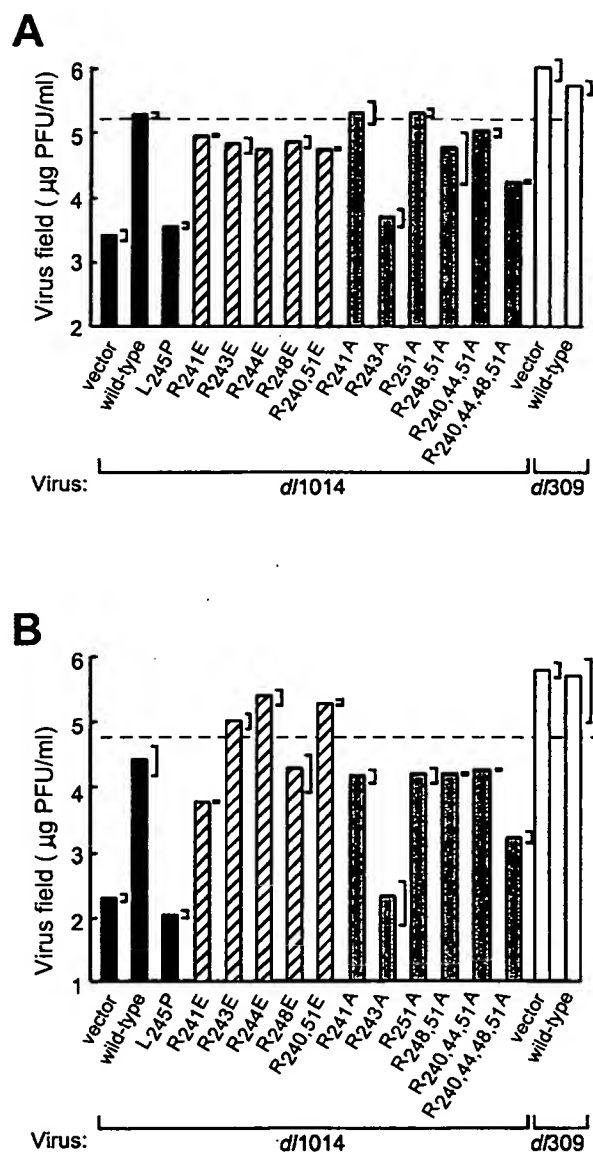 A
Virus field ( µg PFU/ml)
6
5
4
3
2
vector
wild-type
L245P
R241E
R243E
R244E
R248E
R240,51E
R241A
R243A
R251A
R248,51A
R240,44,51A
R240,44,48,51A
vector
wild-type
Virus: dl1014 dl309
B
Virus field ( µg PFU/ml)
6
5
4
3
2
1
vector
wild-type
L245P
R241E
R243E
R244E
R248E
R240,51E
R241A
R243A
R251A
R248,51A
R240,44,51A
R240,44,48,51A
vector
wild-type
Virus: dl1014 dl309